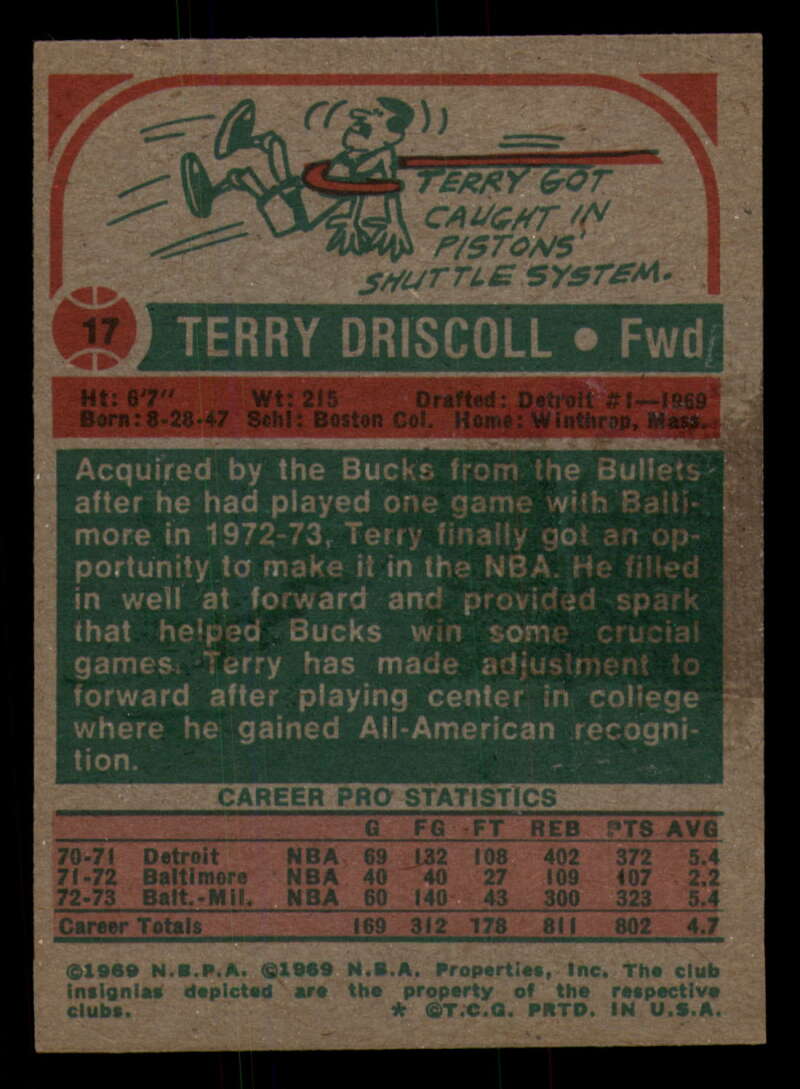 TERRY GOT
CAUGHT IN
PISTONS'
SHUTTLE SYSTEM.
17 TERRY DRISCOLL • Fwd
Ht: 6'7" Wt: 215 Drafted: Detroit #1—1969
Born: 8-28-47 Schl: Boston Col. Home: Winthrop, Mass.
Acquired by the Bucks from the Bullets
after he had played one game with Balti-
more in 1972-73, Terry finally got an op-
portunity to make it in the NBA. He filled
in well at forward and provided spark
that helped Bucks win some crucial
games. Terry has made adjustment to
forward after playing center in college
where he gained All-American recogni-
tion.
CAREER PRO STATISTICS
G FG FT REB PTS AVG
70-71 Detroit NBA 69 132 108 402 372 5.4
71-72 Baltimore NBA 40 40 27 109 107 2.2
72-73 Balt.-Mil. NBA 60 140 43 300 323 5.4
Career Totals 169 312 178 811 802 4.7
©1969 N.B.P.A. ©1969 N.B.A. Properties, Inc. The club
insignias depicted are the property of the respective
clubs. * ©T.C.G. PRTD. IN U.S.A.